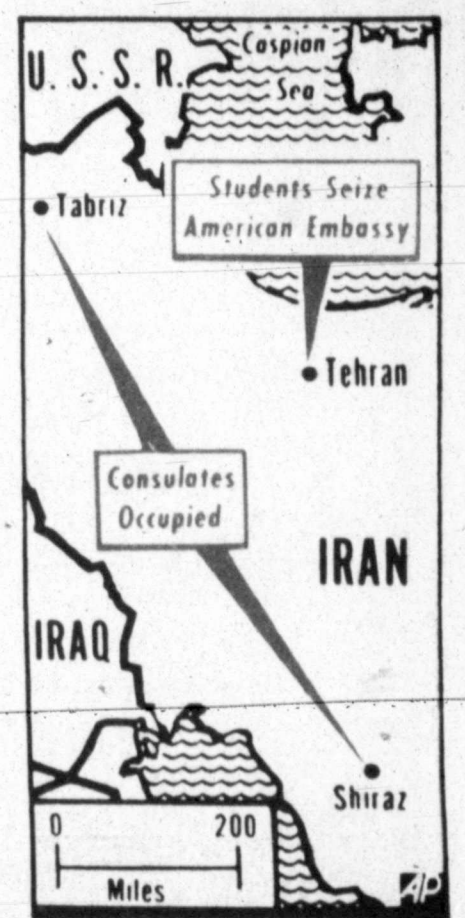 Caspian
U. S. S. R.
Sea
Students Seize
American Embassy
Tabriz
Tehran
Consulates
Occupied
IRAN
IRAQ
Shiraz
0 200
Miles
AP